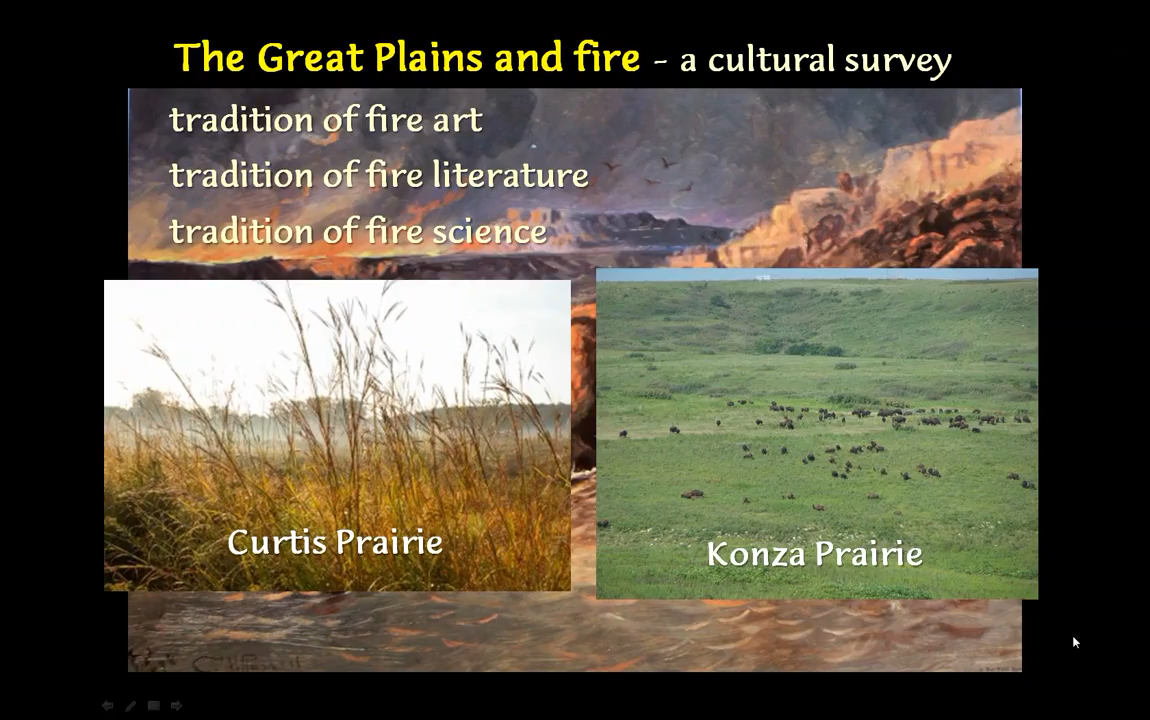 The Great Plains and fire - a cultural survey
tradition of fire art
tradition of fire literature
tradition of fire science
Curtis Prairie
Konza Prairie